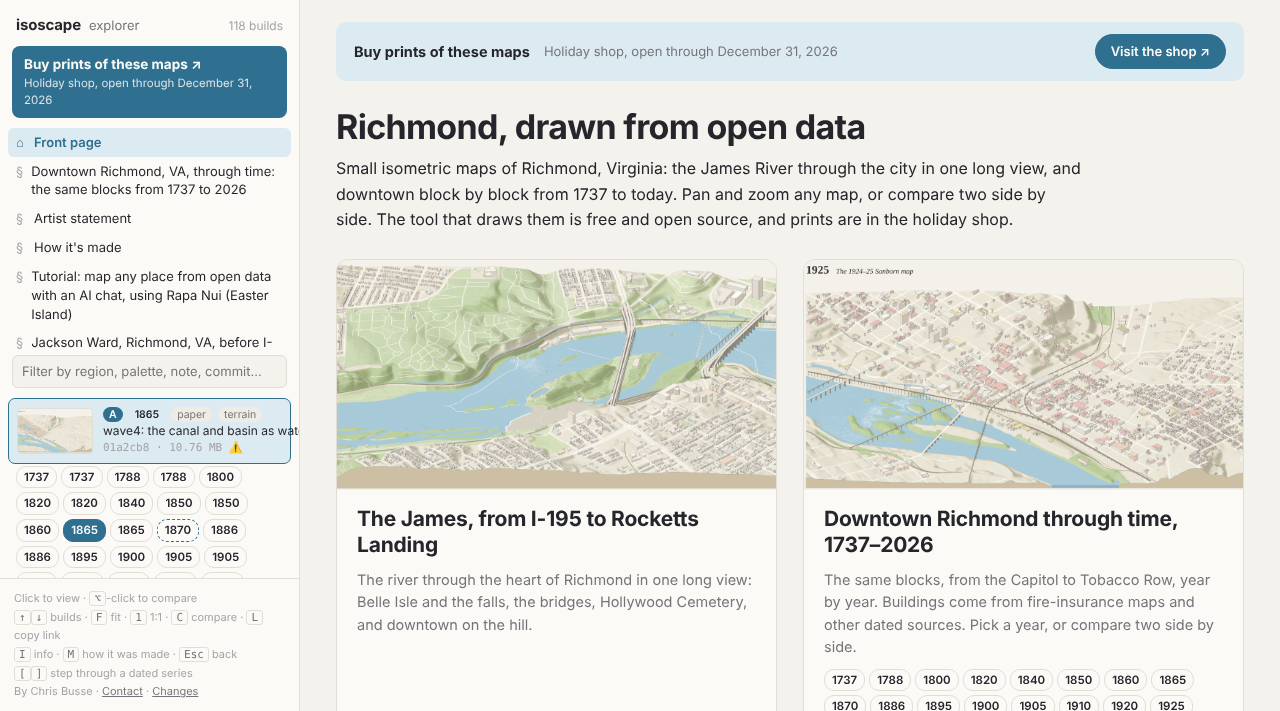 isoscape explorer 118 builds
Buy prints of these maps ↗
Holiday shop, open through December 31,
2026
⌂ Front page
§ Downtown Richmond, VA, through time:
the same blocks from 1737 to 2026
§ Artist statement
§ How it's made
§ Tutorial: map any place from open data
with an AI chat, using Rapa Nui (Easter
Island)
§ Jackson Ward, Richmond, VA, before I-
Filter by region, palette, note, commit…
A 1865 paper terrain
wave4: the canal and basin as wat
01a2cb8 · 10.76 MB ⚠️
1737 1737 1788 1788 1800
1820 1820 1840 1850 1850
1860 1865 1865 1870 1886
1886 1895 1900 1905 1905
Click to view · ⌥-click to compare
↑ ↓ builds · F fit · 1 1:1 · C compare · L
copy link
I info · M how it was made · Esc back
[ ] step through a dated series
By Chris Busse · Contact · Changes
Buy prints of these maps Holiday shop, open through December 31, 2026 Visit the shop ↗
Richmond, drawn from open data
Small isometric maps of Richmond, Virginia: the James River through the city in one long view, and
downtown block by block from 1737 to today. Pan and zoom any map, or compare two side by
side. The tool that draws them is free and open source, and prints are in the holiday shop.
The James, from I-195 to Rocketts
Landing
The river through the heart of Richmond in one long view:
Belle Isle and the falls, the bridges, Hollywood Cemetery,
and downtown on the hill.
1925 The 1924–25 Sanborn map
Downtown Richmond through time,
1737–2026
The same blocks, from the Capitol to Tobacco Row, year
by year. Buildings come from fire-insurance maps and
other dated sources. Pick a year, or compare two side by
side.
1737 1788 1800 1820 1840 1850 1860 1865
1870 1886 1895 1900 1905 1910 1920 1925